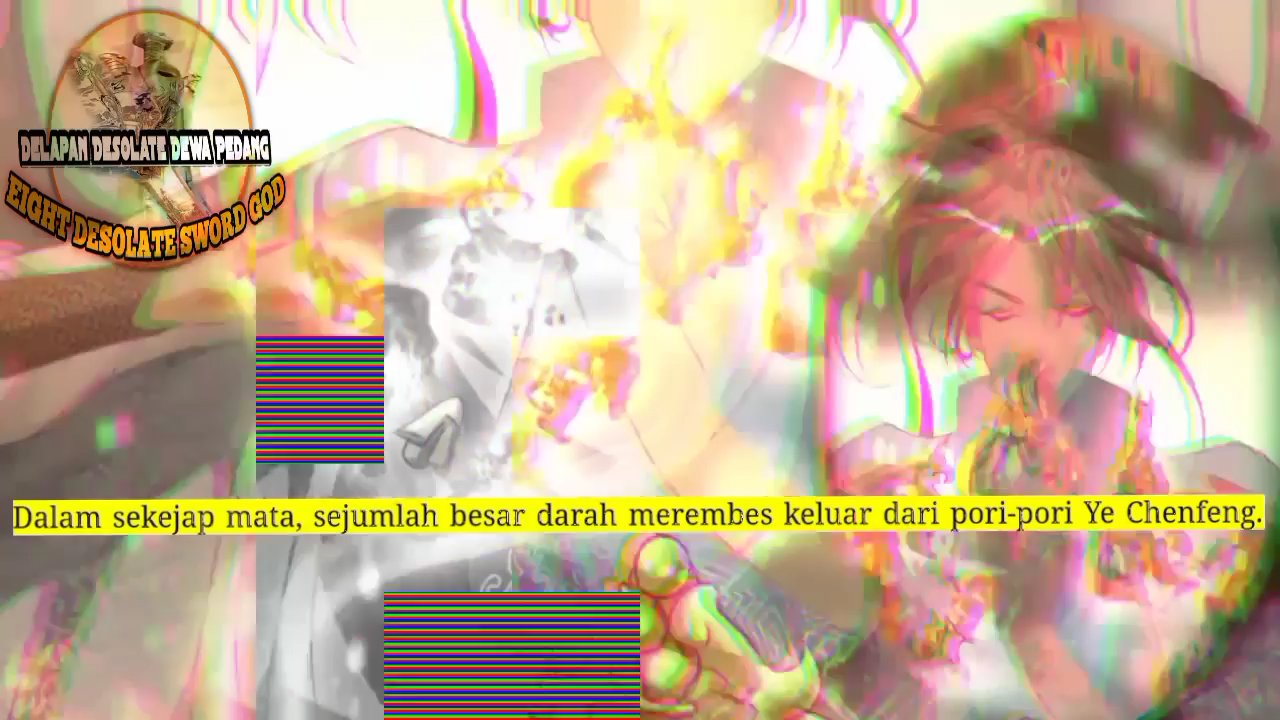 DELAPAN DESOLATE DEWA PEDANG
EIGHT DESOLATE SWORD GOD
Dalam sekejap mata, sejumlah besar darah merembes keluar dari pori-pori Ye Chenfeng.